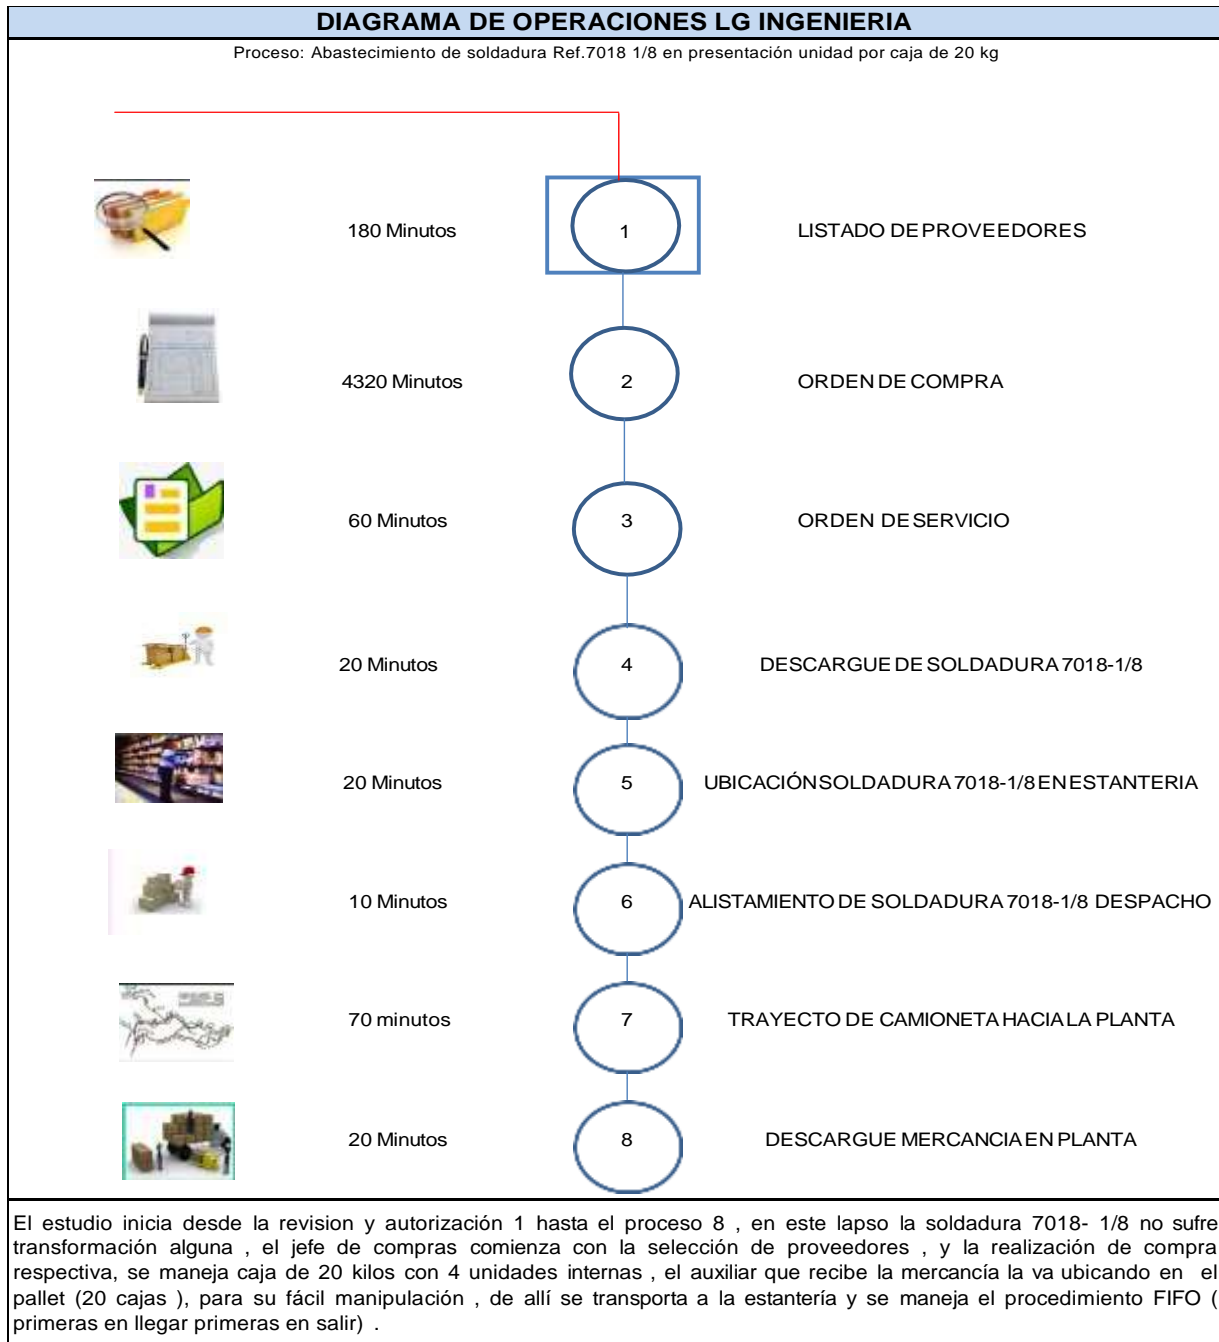 DIAGRAMA DE OPERACIONES LG INGENIERIA
Proceso: Abastecimiento de soldadura Ref.7018 1/8 en presentación unidad por caja de 20 kg
180 Minutos 1 LISTADO DE PROVEEDORES
4320 Minutos 2 ORDEN DE COMPRA
60 Minutos 3 ORDEN DE SERVICIO
20 Minutos 4 DESCARGUE DE SOLDADURA 7018-1/8
20 Minutos 5 UBICACIÓN SOLDADURA 7018-1/8 EN ESTANTERIA
10 Minutos 6 ALISTAMIENTO DE SOLDADURA 7018-1/8 DESPACHO
70 minutos 7 TRAYECTO DE CAMIONETA HACIA LA PLANTA
20 Minutos 8 DESCARGUE MERCANCIA EN PLANTA
El estudio inicia desde la revision y autorización 1 hasta el proceso 8 , en este lapso la soldadura 7018- 1/8 no sufre
transformación alguna , el jefe de compras comienza con la selección de proveedores , y la realización de compra
respectiva, se maneja caja de 20 kilos con 4 unidades internas , el auxiliar que recibe la mercancía la va ubicando en el
pallet (20 cajas ), para su fácil manipulación , de allí se transporta a la estantería y se maneja el procedimiento FIFO (
primeras en llegar primeras en salir) .